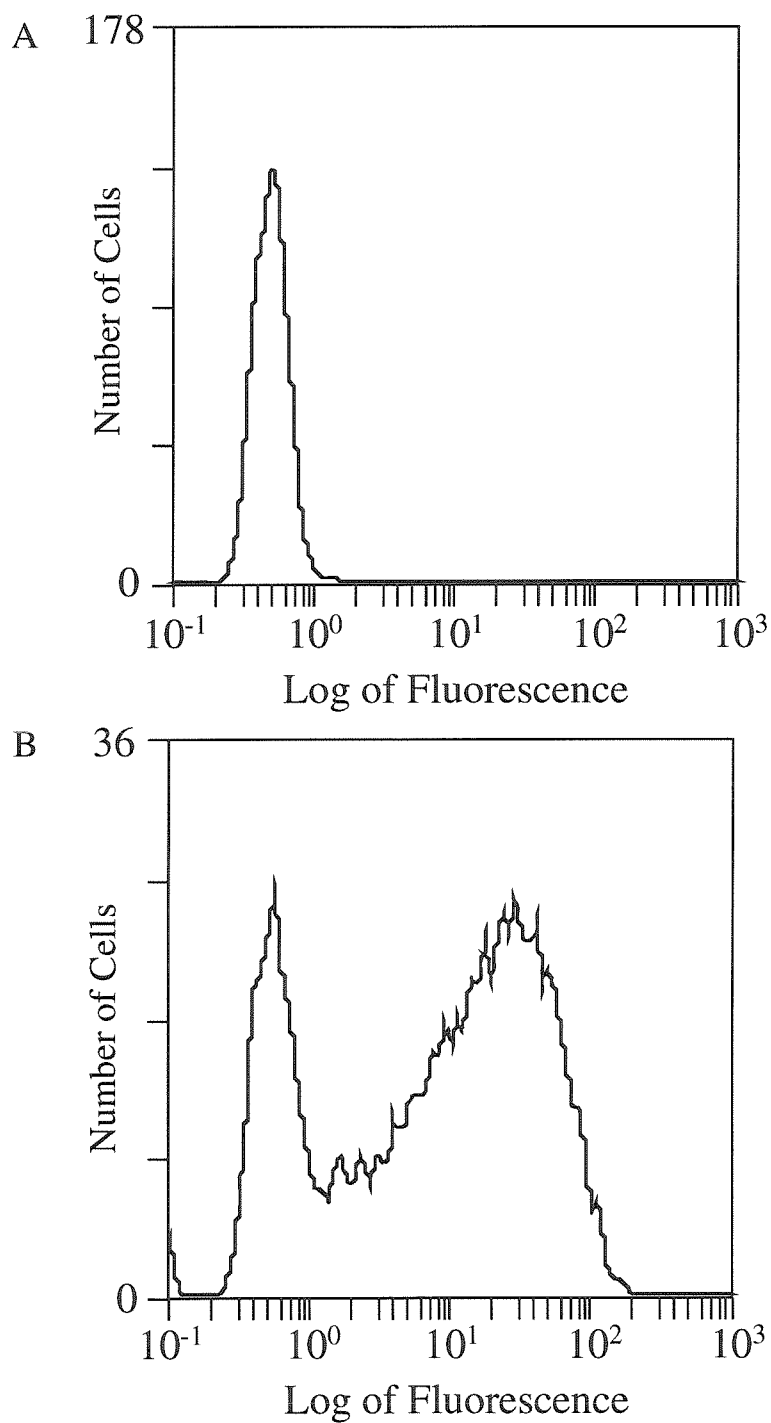 A
178
Number of Cells
0
10⁻¹ 10⁰ 10¹ 10² 10³
Log of Fluorescence
B
36
Number of Cells
0
10⁻¹ 10⁰ 10¹ 10² 10³
Log of Fluorescence